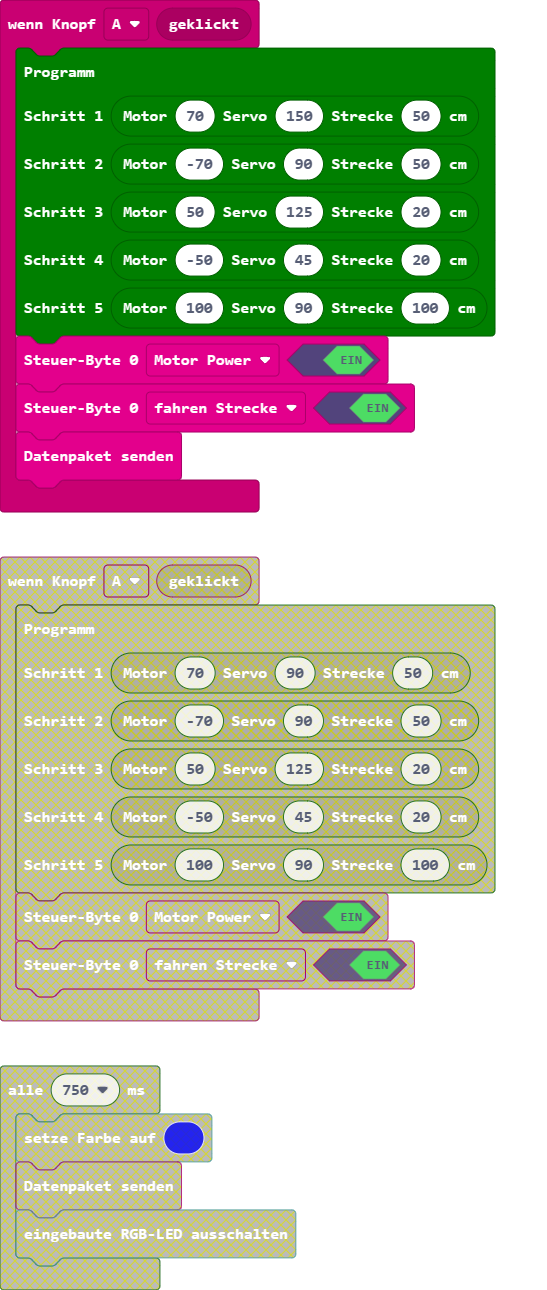 wenn Knopf A geklickt
Programm
Schritt 1 Motor 70 Servo 150 Strecke 50 cm
Schritt 2 Motor -70 Servo 90 Strecke 50 cm
Schritt 3 Motor 50 Servo 125 Strecke 20 cm
Schritt 4 Motor -50 Servo 45 Strecke 20 cm
Schritt 5 Motor 100 Servo 90 Strecke 100 cm
Steuer-Byte 0 Motor Power EIN
Steuer-Byte 0 fahren Strecke EIN
Datenpaket senden
wenn Knopf A geklickt
Programm
Schritt 1 Motor 70 Servo 90 Strecke 50 cm
Schritt 2 Motor -70 Servo 90 Strecke 50 cm
Schritt 3 Motor 50 Servo 125 Strecke 20 cm
Schritt 4 Motor -50 Servo 45 Strecke 20 cm
Schritt 5 Motor 100 Servo 90 Strecke 100 cm
Steuer-Byte 0 Motor Power EIN
Steuer-Byte 0 fahren Strecke EIN
alle 750 ms
setze Farbe auf
Datenpaket senden
eingebaute RGB-LED ausschalten